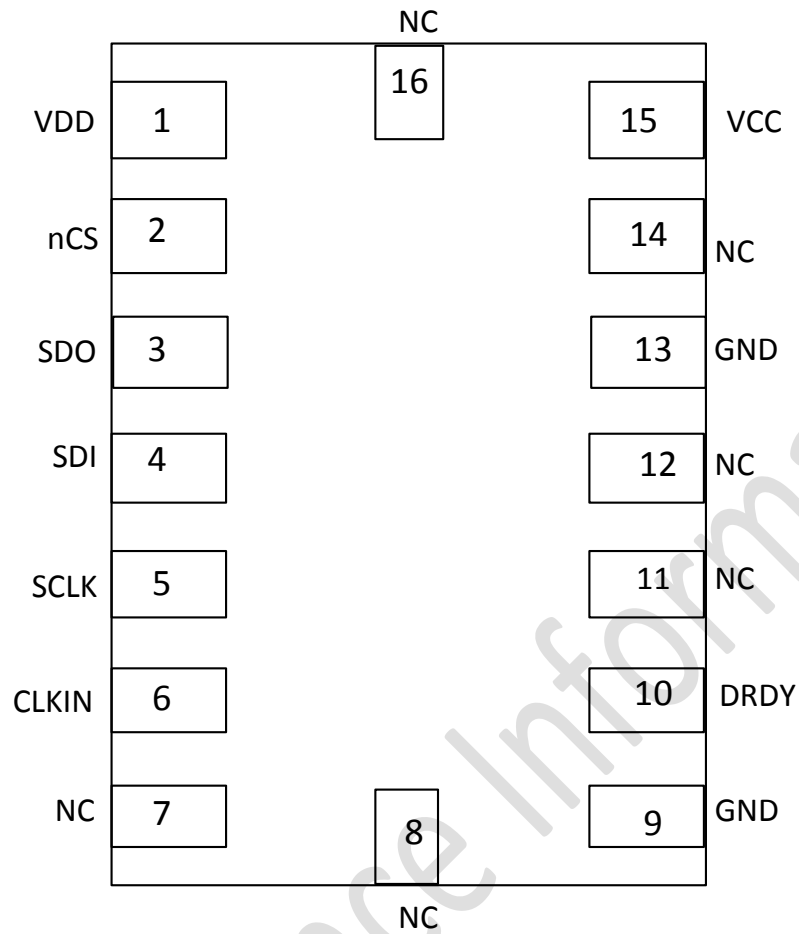 NC
16
VDD 1 15 VCC
nCS 2 14 NC
SDO 3 13 GND
SDI 4 12 NC
SCLK 5 11 NC
CLKIN 6 10 DRDY
NC 7 8 9 GND
NC